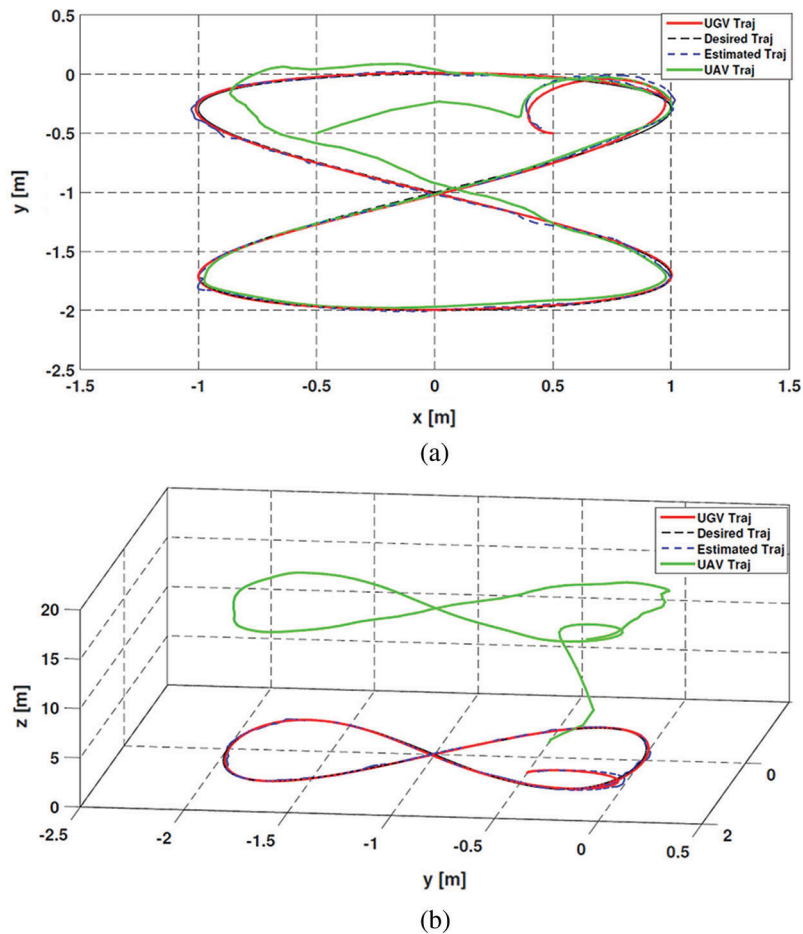 0.5
0
-0.5
-1
-1.5
-2
-2.5
y [m]
-1.5
-1
-0.5
0
0.5
1
1.5
x [m]
UGV Traj
Desired Traj
Estimated Traj
UAV Traj
(a)
UGV Traj
Desired Traj
Estimated Traj
UAV Traj
20
15
10
5
0
z [m]
-2.5
-2
-1.5
-1
-0.5
0
0.5
y [m]
0
2
(b)